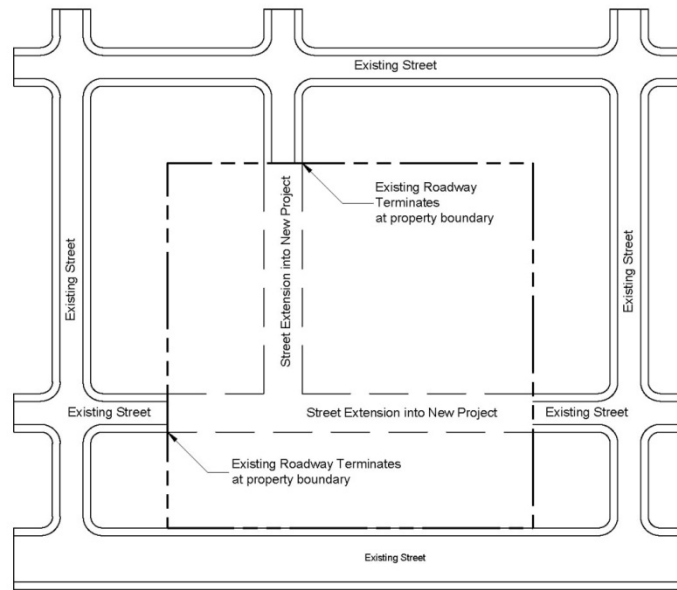 Existing Street
Existing Roadway
Terminates
at property boundary
Street Extension into New Project
Existing Street
Existing Street
Existing Street
Street Extension into New Project
Existing Street
Existing Roadway Terminates
at property boundary
Existing Street